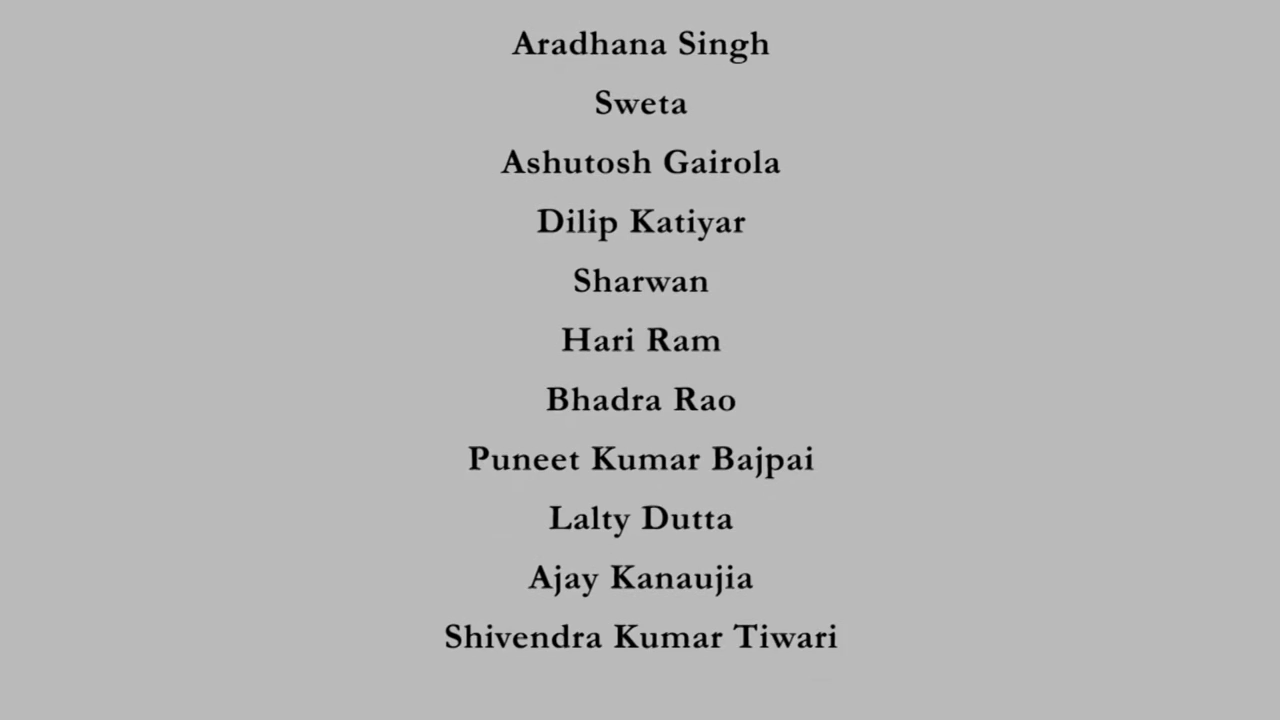 Aradhana Singh
Sweta
Ashutosh Gairola
Dilip Katiyar
Sharwan
Hari Ram
Bhadra Rao
Puneet Kumar Bajpai
Lalty Dutta
Ajay Kanaujia
Shivendra Kumar Tiwari